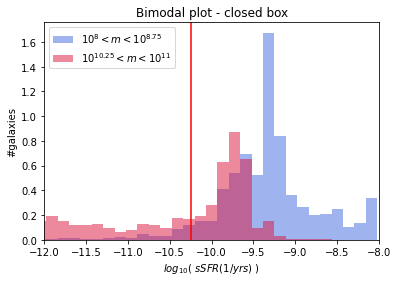 Bimodal plot - closed box
10^8 < m < 10^8.75
10^10.25 < m < 10^11
#galaxies
1.6
1.4
1.2
1.0
0.8
0.6
0.4
0.2
0.0
−12.0 −11.5 −11.0 −10.5 −10.0 −9.5 −9.0 −8.5 −8.0
log10( sSFR(1/yrs) )